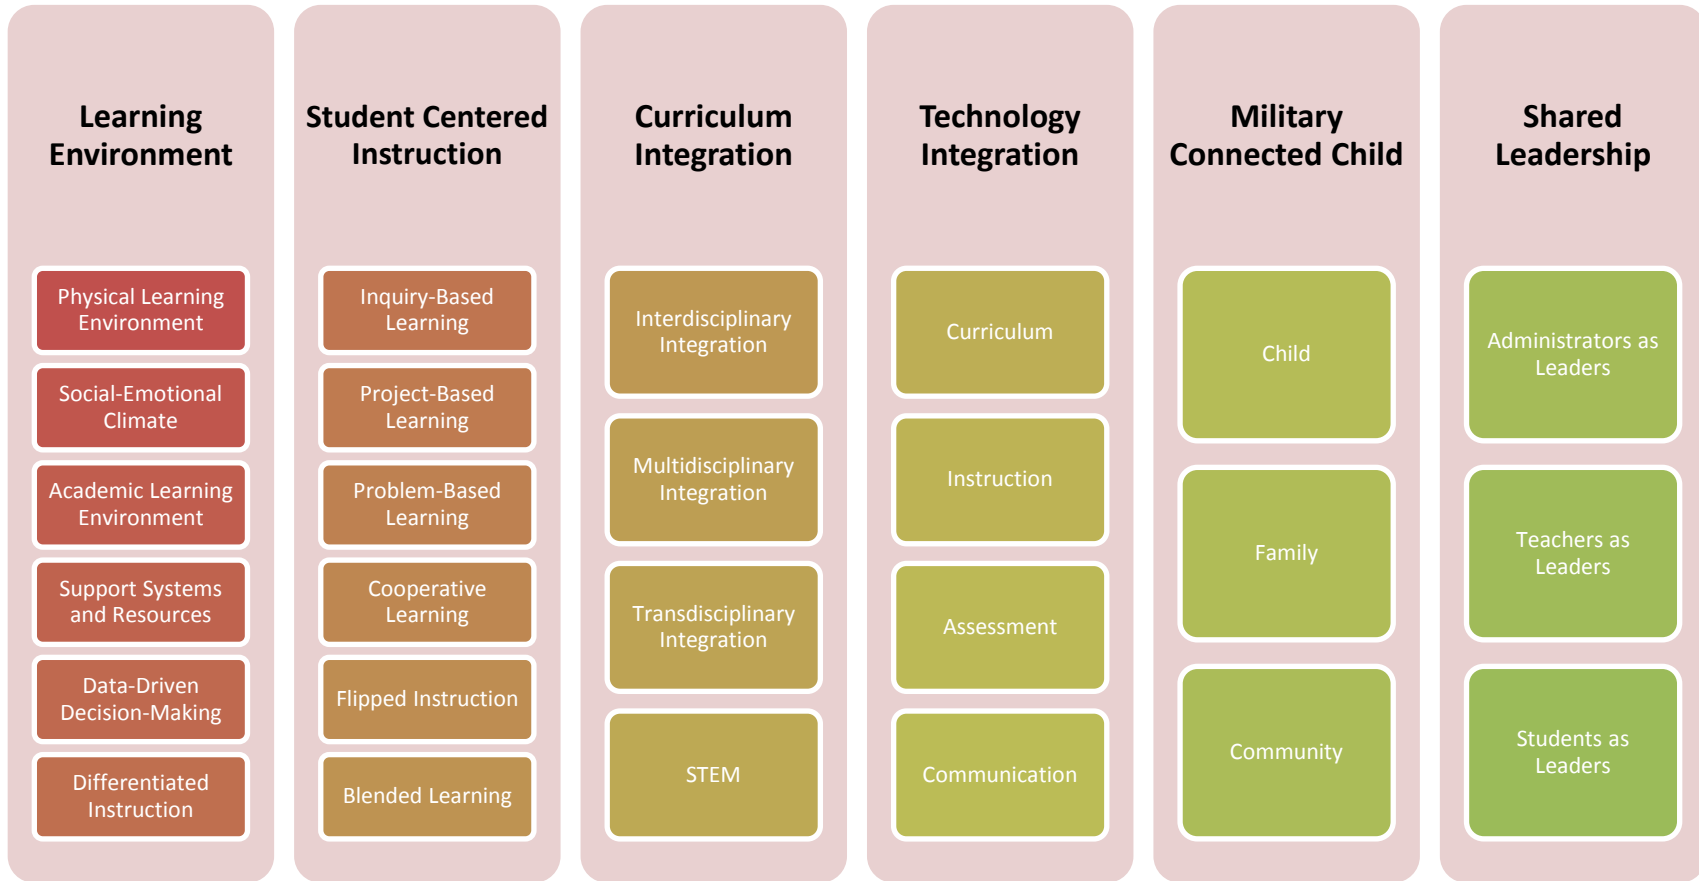 Learning
Environment
Physical Learning
Environment
Social-Emotional
Climate
Academic Learning
Environment
Support Systems
and Resources
Data-Driven
Decision-Making
Differentiated
Instruction
Student Centered
Instruction
Inquiry-Based
Learning
Project-Based
Learning
Problem-Based
Learning
Cooperative
Learning
Flipped Instruction
Blended Learning
Curriculum
Integration
Interdisciplinary
Integration
Multidisciplinary
Integration
Transdisciplinary
Integration
STEM
Technology
Integration
Curriculum
Instruction
Assessment
Communication
Military
Connected Child
Child
Family
Community
Shared
Leadership
Administrators as
Leaders
Teachers as
Leaders
Students as
Leaders